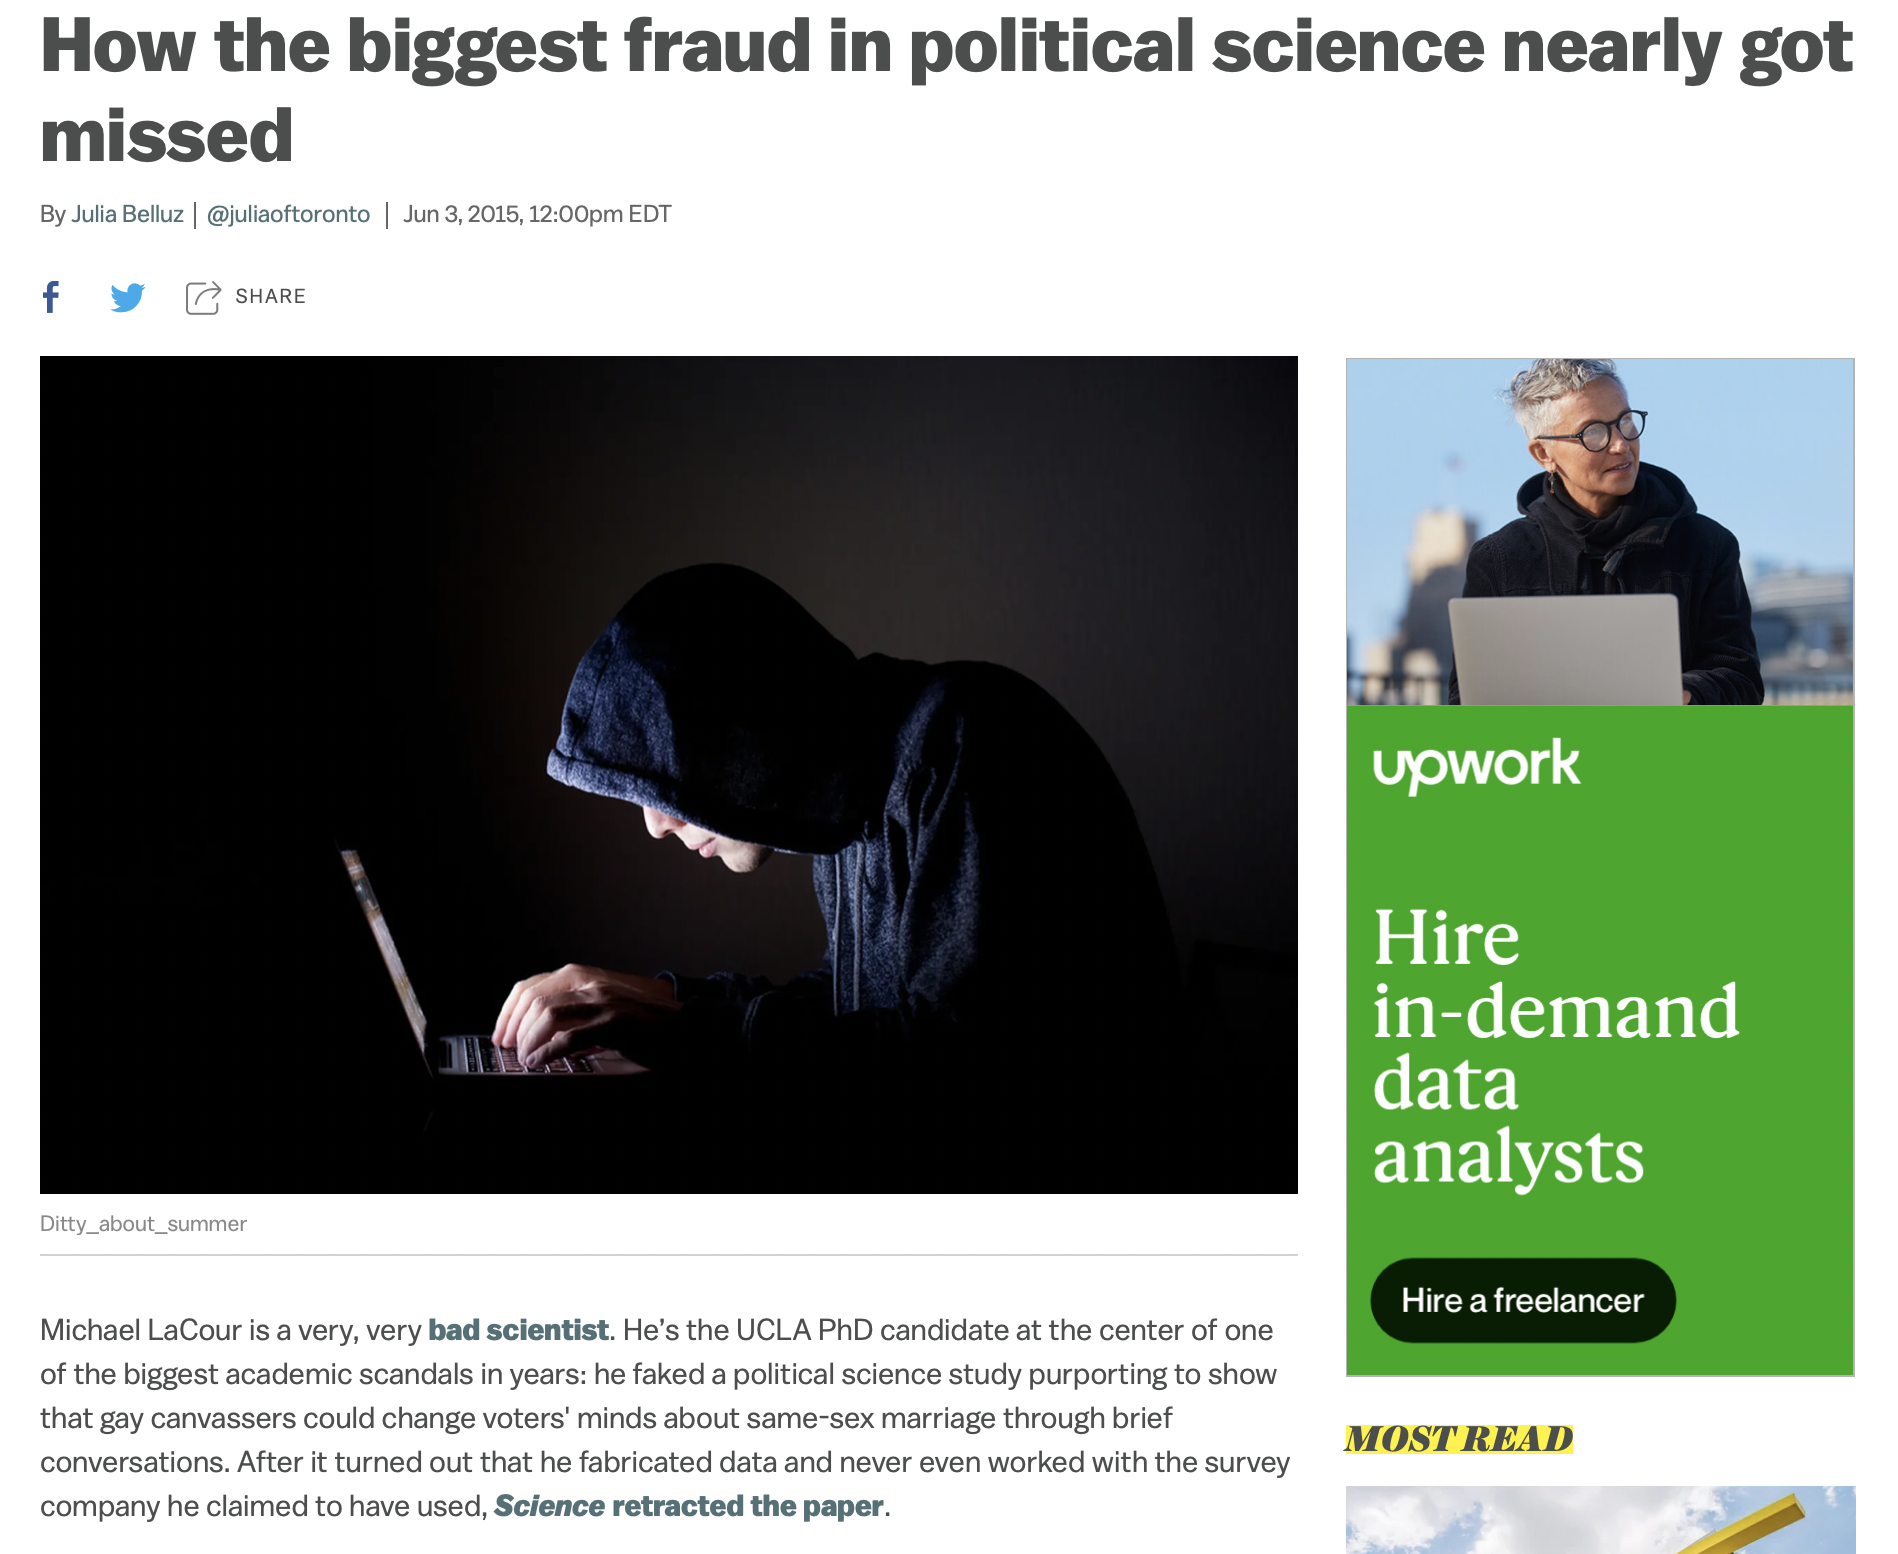 How the biggest fraud in political science nearly got
missed
By Julia Belluz | @juliaoftoronto | Jun 3, 2015, 12:00pm EDT
SHARE
Ditty_about_summer
Michael LaCour is a very, very bad scientist. He’s the UCLA PhD candidate at the center of one
of the biggest academic scandals in years: he faked a political science study purporting to show
that gay canvassers could change voters' minds about same-sex marriage through brief
conversations. After it turned out that he fabricated data and never even worked with the survey
company he claimed to have used, Science retracted the paper.
upwork
Hire
in-demand
data
analysts
Hire a freelancer
MOST READ